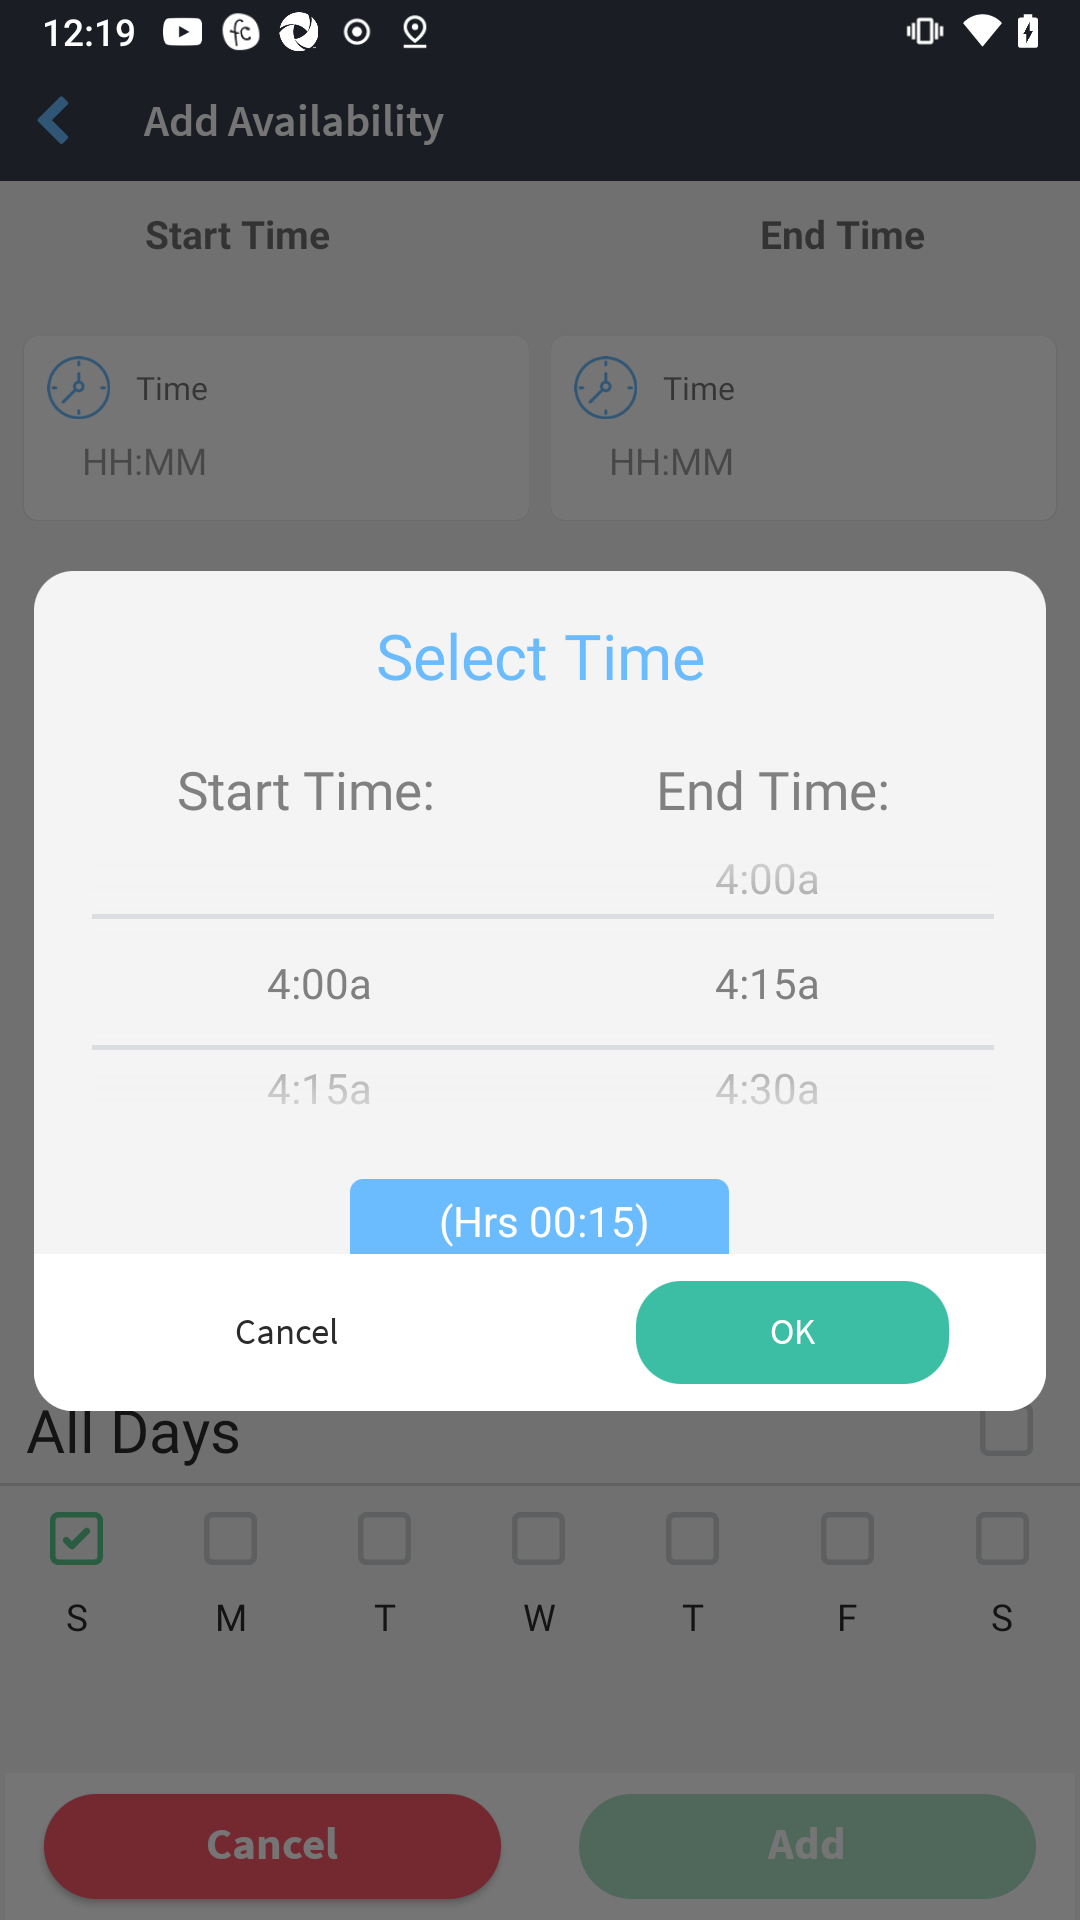 12:19
Add Availability
Start Time End Time
Time Time
HH:MM HH:MM
Select Time
Start Time: End Time:
4:00a
4:00a 4:15a
4:15a 4:30a
(Hrs 00:15)
Cancel OK
All Days
S M T W T F S
Cancel Add